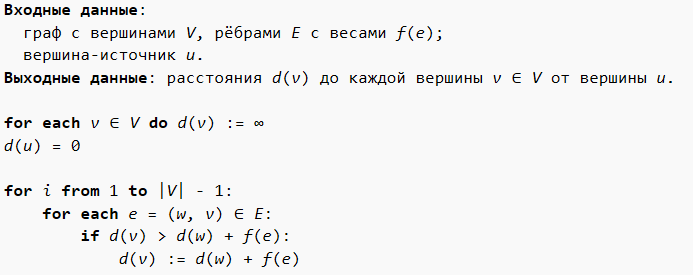 Входные данные:
граф с вершинами V, рёбрами E с весами f(e);
вершина-источник u.
Выходные данные: расстояния d(v) до каждой вершины v ∈ V от вершины u.
for each v ∈ V do d(v) := ∞
d(u) = 0
for i from 1 to |V| - 1:
for each e = (w, v) ∈ E:
if d(v) > d(w) + f(e):
d(v) := d(w) + f(e)